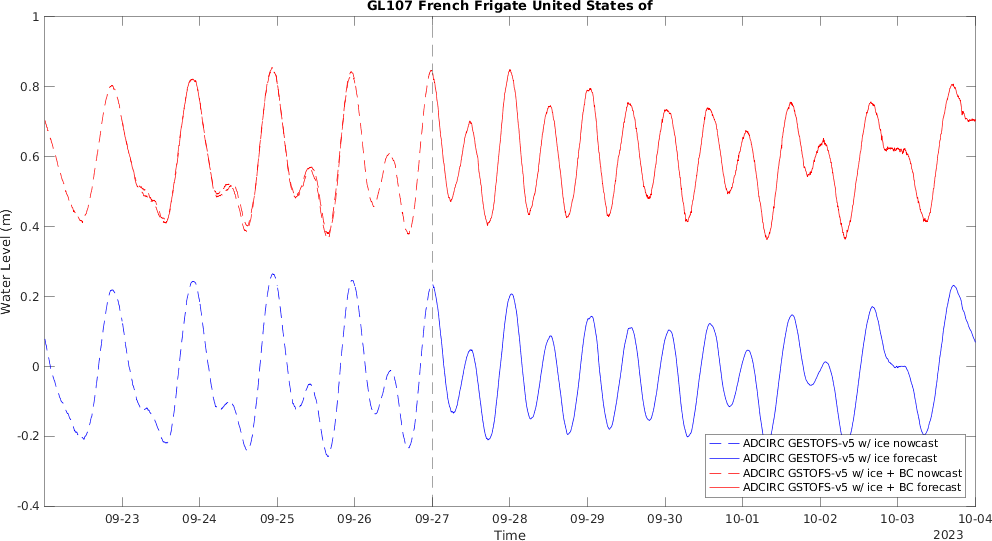 GL107 French Frigate United States of
1
0.8
0.6
0.4
0.2
0
-0.2
-0.4
Water Level (m)
ADCIRC GESTOFS-v5 w/ ice nowcast
ADCIRC GESTOFS-v5 w/ ice forecast
ADCIRC GSTOFS-v5 w/ ice + BC nowcast
ADCIRC GSTOFS-v5 w/ ice + BC forecast
09-23 09-24 09-25 09-26 09-27 09-28 09-29 09-30 10-01 10-02 10-03 10-04
Time
2023